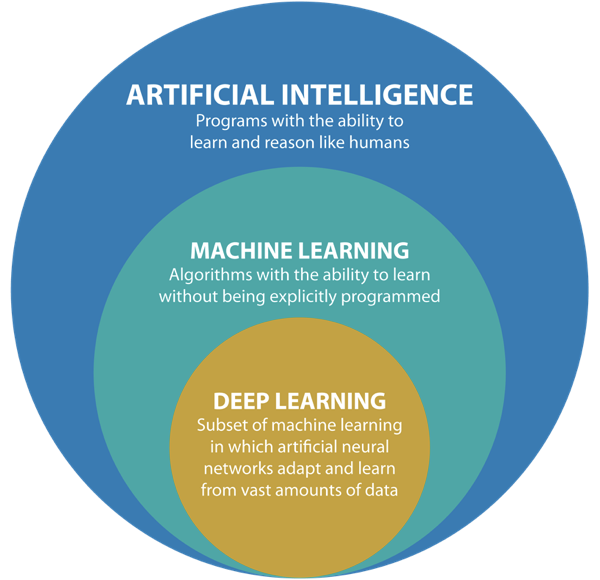 ARTIFICIAL INTELLIGENCE
Programs with the ability to
learn and reason like humans
MACHINE LEARNING
Algorithms with the ability to learn
without being explicitly programmed
DEEP LEARNING
Subset of machine learning
in which artificial neural
networks adapt and learn
from vast amounts of data